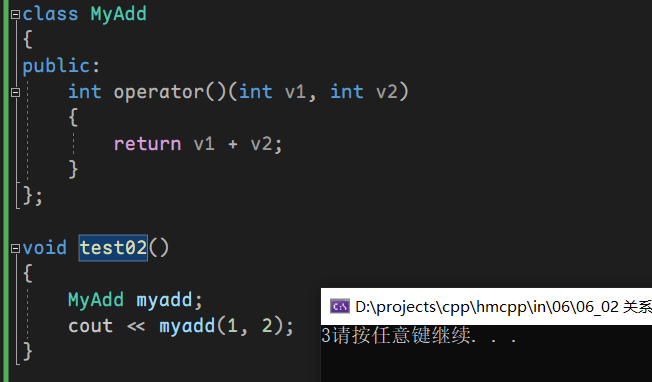 class MyAdd
{
public:
    int operator()(int v1, int v2)
    {
        return v1 + v2;
    }
};
void test02()
{
    MyAdd myadd;
    cout << myadd(1, 2);
}
D:\projects\cpp\hmcpp\in\06\06_02 关系
3请按任意键继续. . .